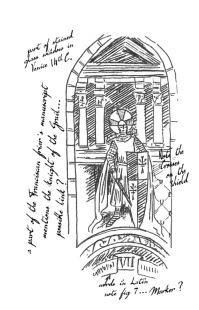 part of stained
glass window in
Venice 14th C.
a part of the Franciscan friar's manuscript
mentions the knight of the Grail...
possible link?
Note the
crosses
on the
shield
VII
words in Latin
note fig 7... Marker?